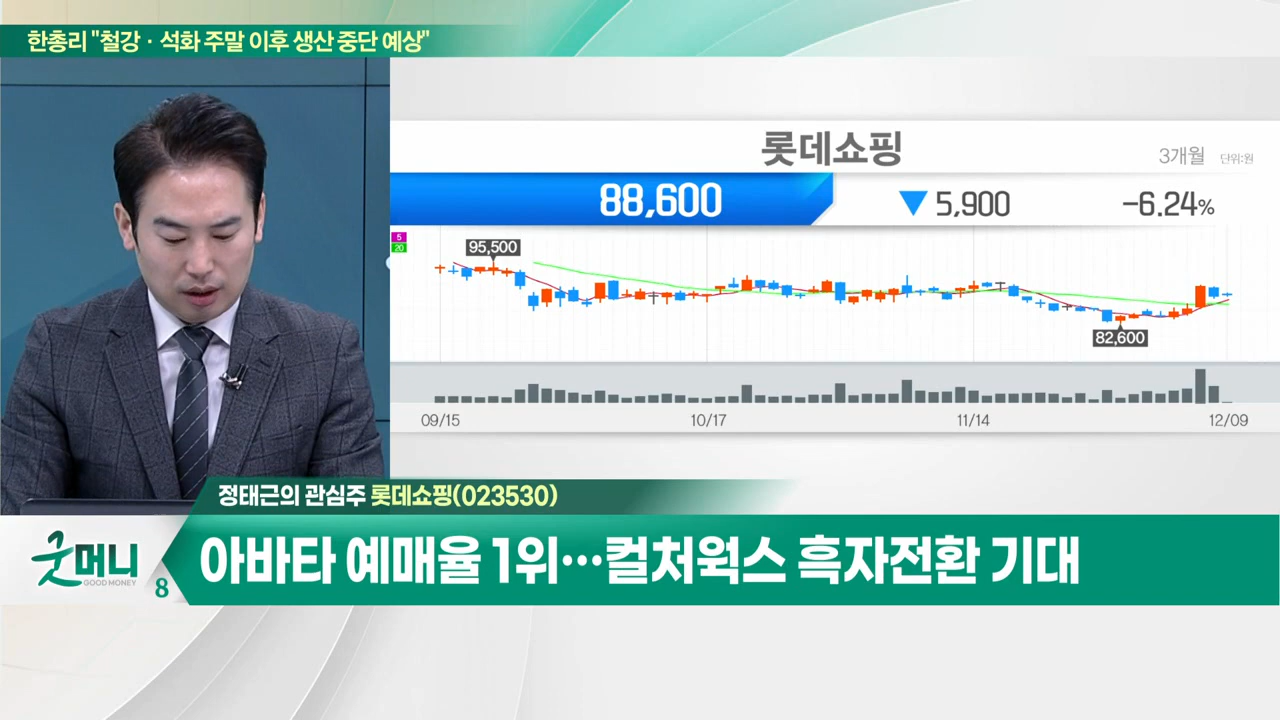 한총리 "철강·석화 주말 이후 생산 중단 예상"
롯데쇼핑
3개월 단위:원
88,600 ▼ 5,900 -6.24%
5
20
95,500
82,600
09/15 10/17 11/14 12/09
정태근의 관심주 롯데쇼핑(023530)
굿머니
GOOD MONEY
8
아바타 예매율 1위…컬처웍스 흑자전환 기대